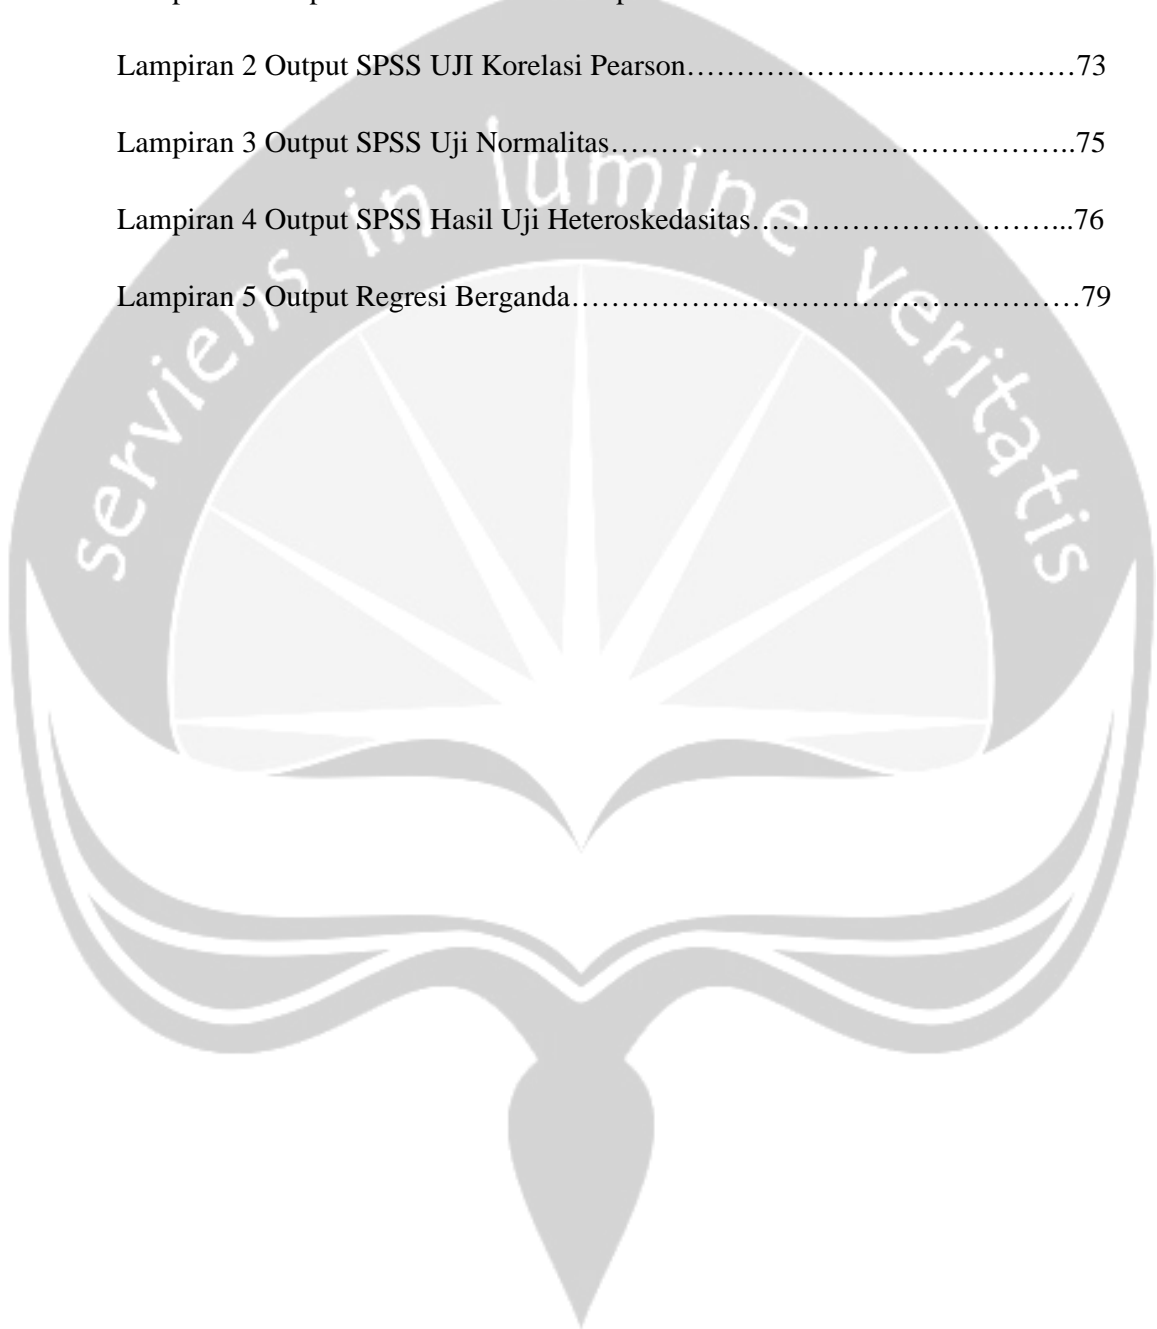 Lampiran 2 Output SPSS UJI Korelasi Pearson…………………………………73
Lampiran 3 Output SPSS Uji Normalitas………………………………………..75
Lampiran 4 Output SPSS Hasil Uji Heteroskedasitas…………………………...76
Lampiran 5 Output Regresi Berganda……………………………………………79
serviens in lumine veritatis